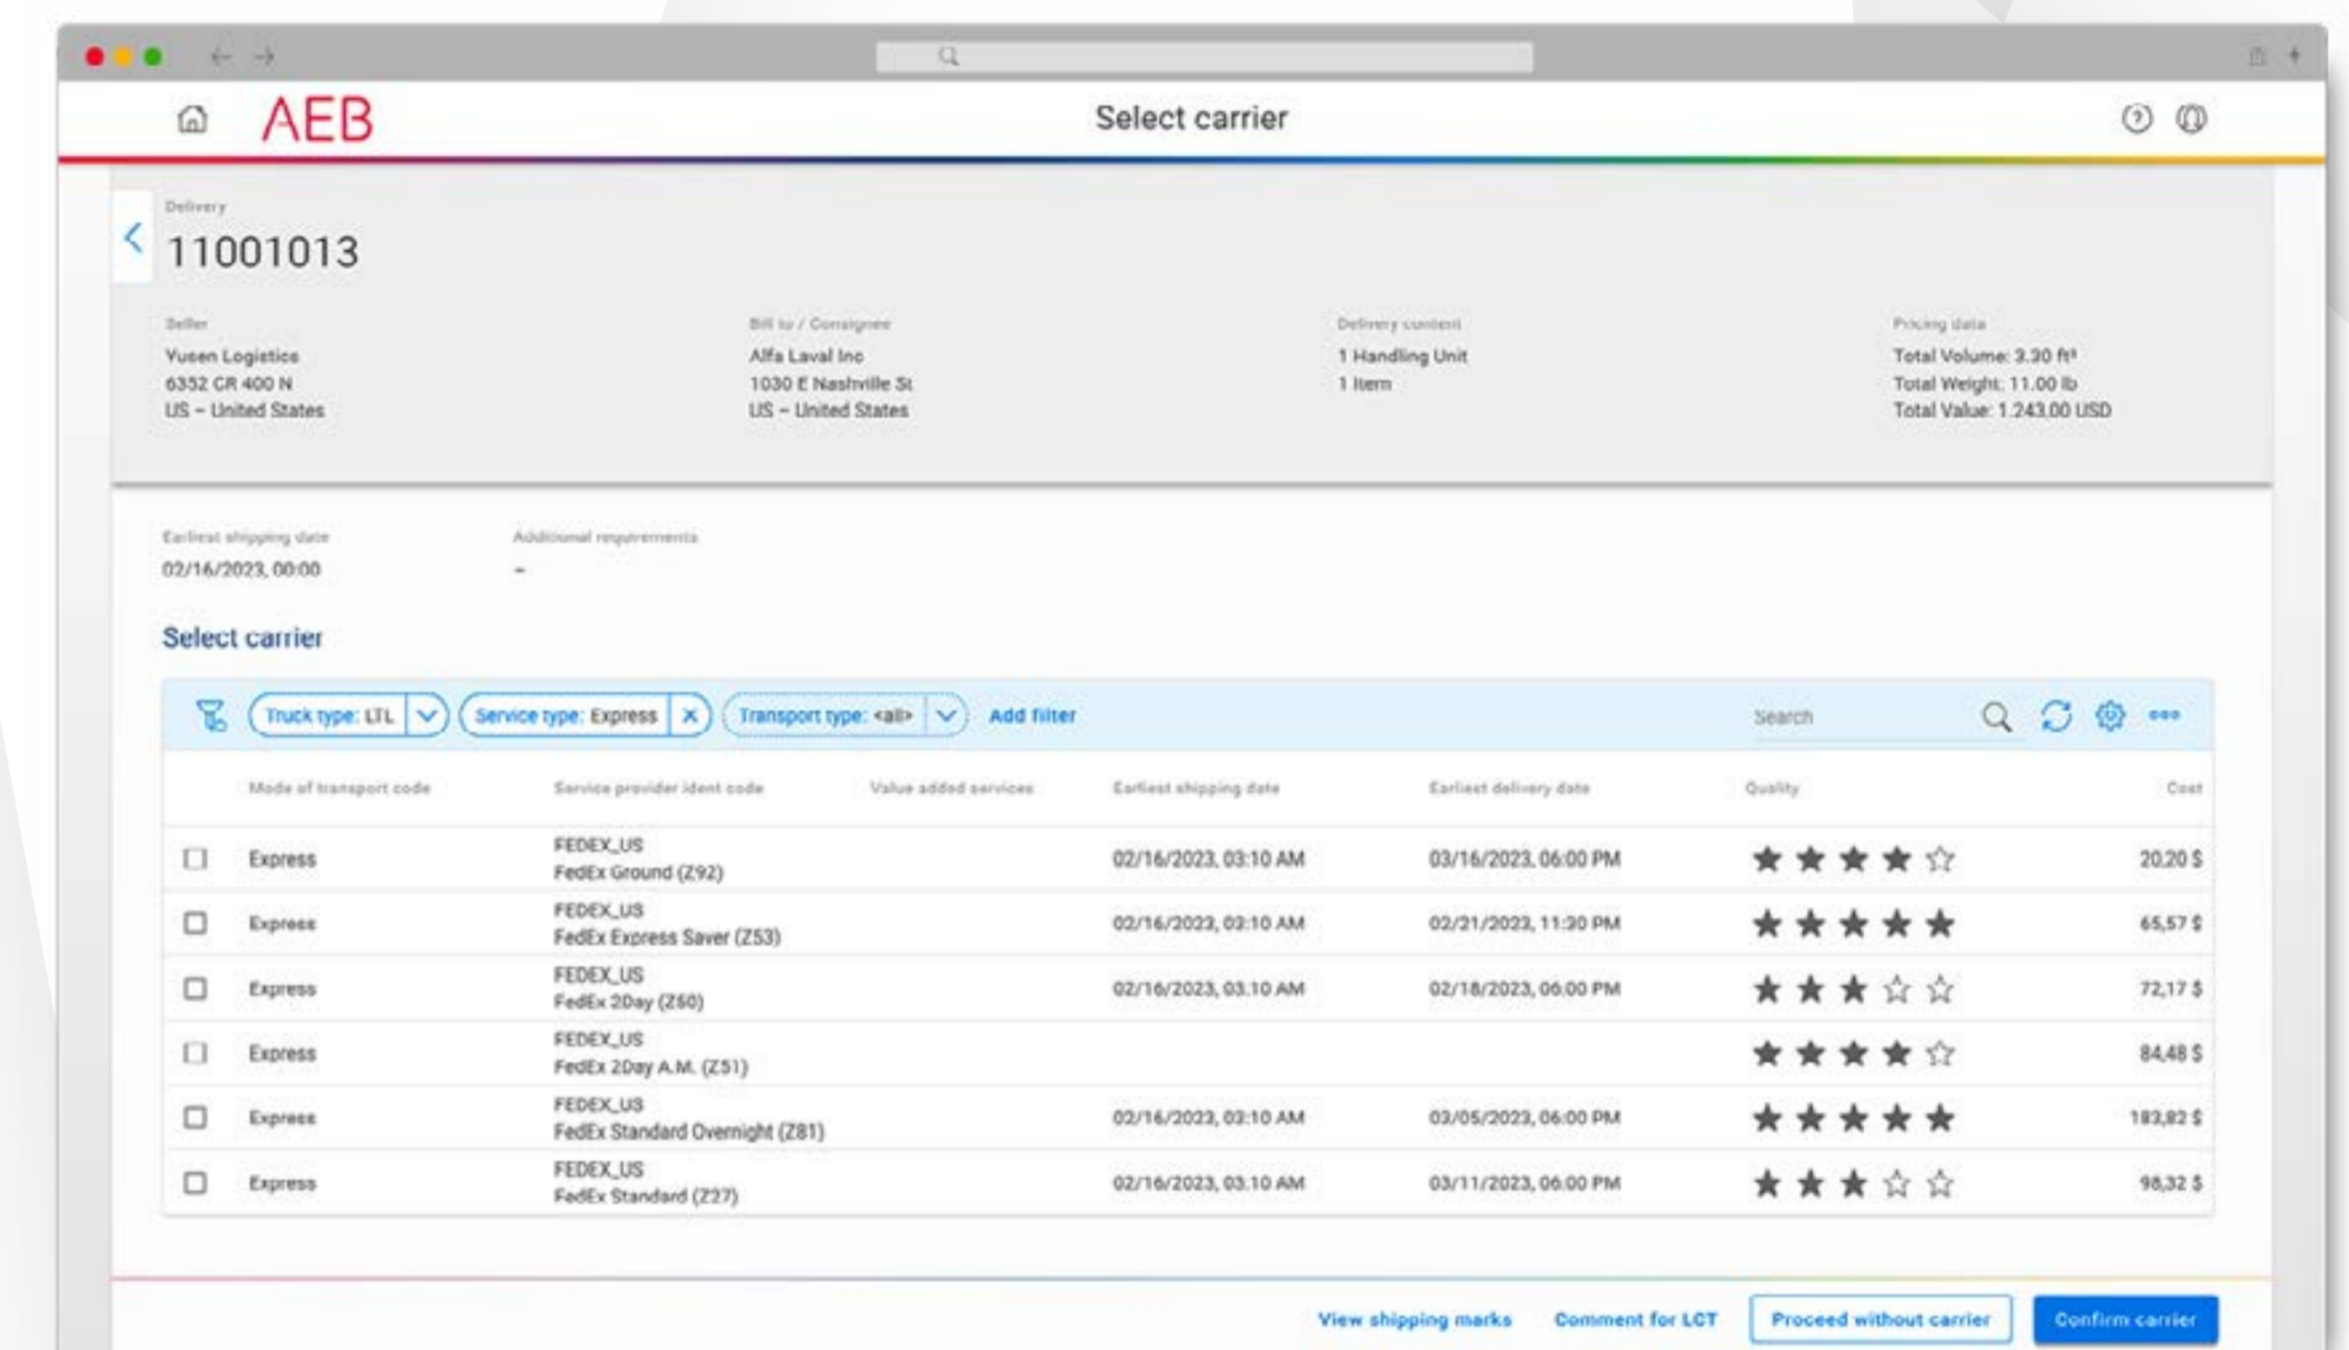 AEB
Select carrier
Delivery
11001013
Seller
Yusen Logistics
6352 CR 400 N
US – United States
Bill to / Consignee
Alfa Laval Inc
1030 E Nashville St
US – United States
Delivery content
1 Handling Unit
1 Item
Pricing data
Total Volume: 3.30 ft³
Total Weight: 11.00 lb
Total Value: 1.243,00 USD
Earliest shipping date
02/16/2023, 00:00
Additional requirements
–
Select carrier
Truck type: LTL
Service type: Express
Transport type: <all>
Add filter
Search
Mode of transport code Service provider ident code Value added services Earliest shipping date Earliest delivery date Quality Cost
FEDEX_US
Express 02/16/2023, 03:10 AM 03/16/2023, 06:00 PM 20,20 $
FedEx Ground (Z92)
FEDEX_US
Express 02/16/2023, 03:10 AM 02/21/2023, 11:30 PM 65,57 $
FedEx Express Saver (Z53)
FEDEX_US
Express 02/16/2023, 03:10 AM 02/18/2023, 06:00 PM 72,17 $
FedEx 2Day (Z60)
FEDEX_US
Express 84,48 $
FedEx 2Day A.M. (Z51)
FEDEX_US
Express 02/16/2023, 03:10 AM 03/05/2023, 06:00 PM 183,82 $
FedEx Standard Overnight (Z81)
FEDEX_US
Express 02/16/2023, 03:10 AM 03/11/2023, 06:00 PM 98,32 $
FedEx Standard (Z27)
View shipping marks
Comment for LCT
Proceed without carrier
Confirm carrier